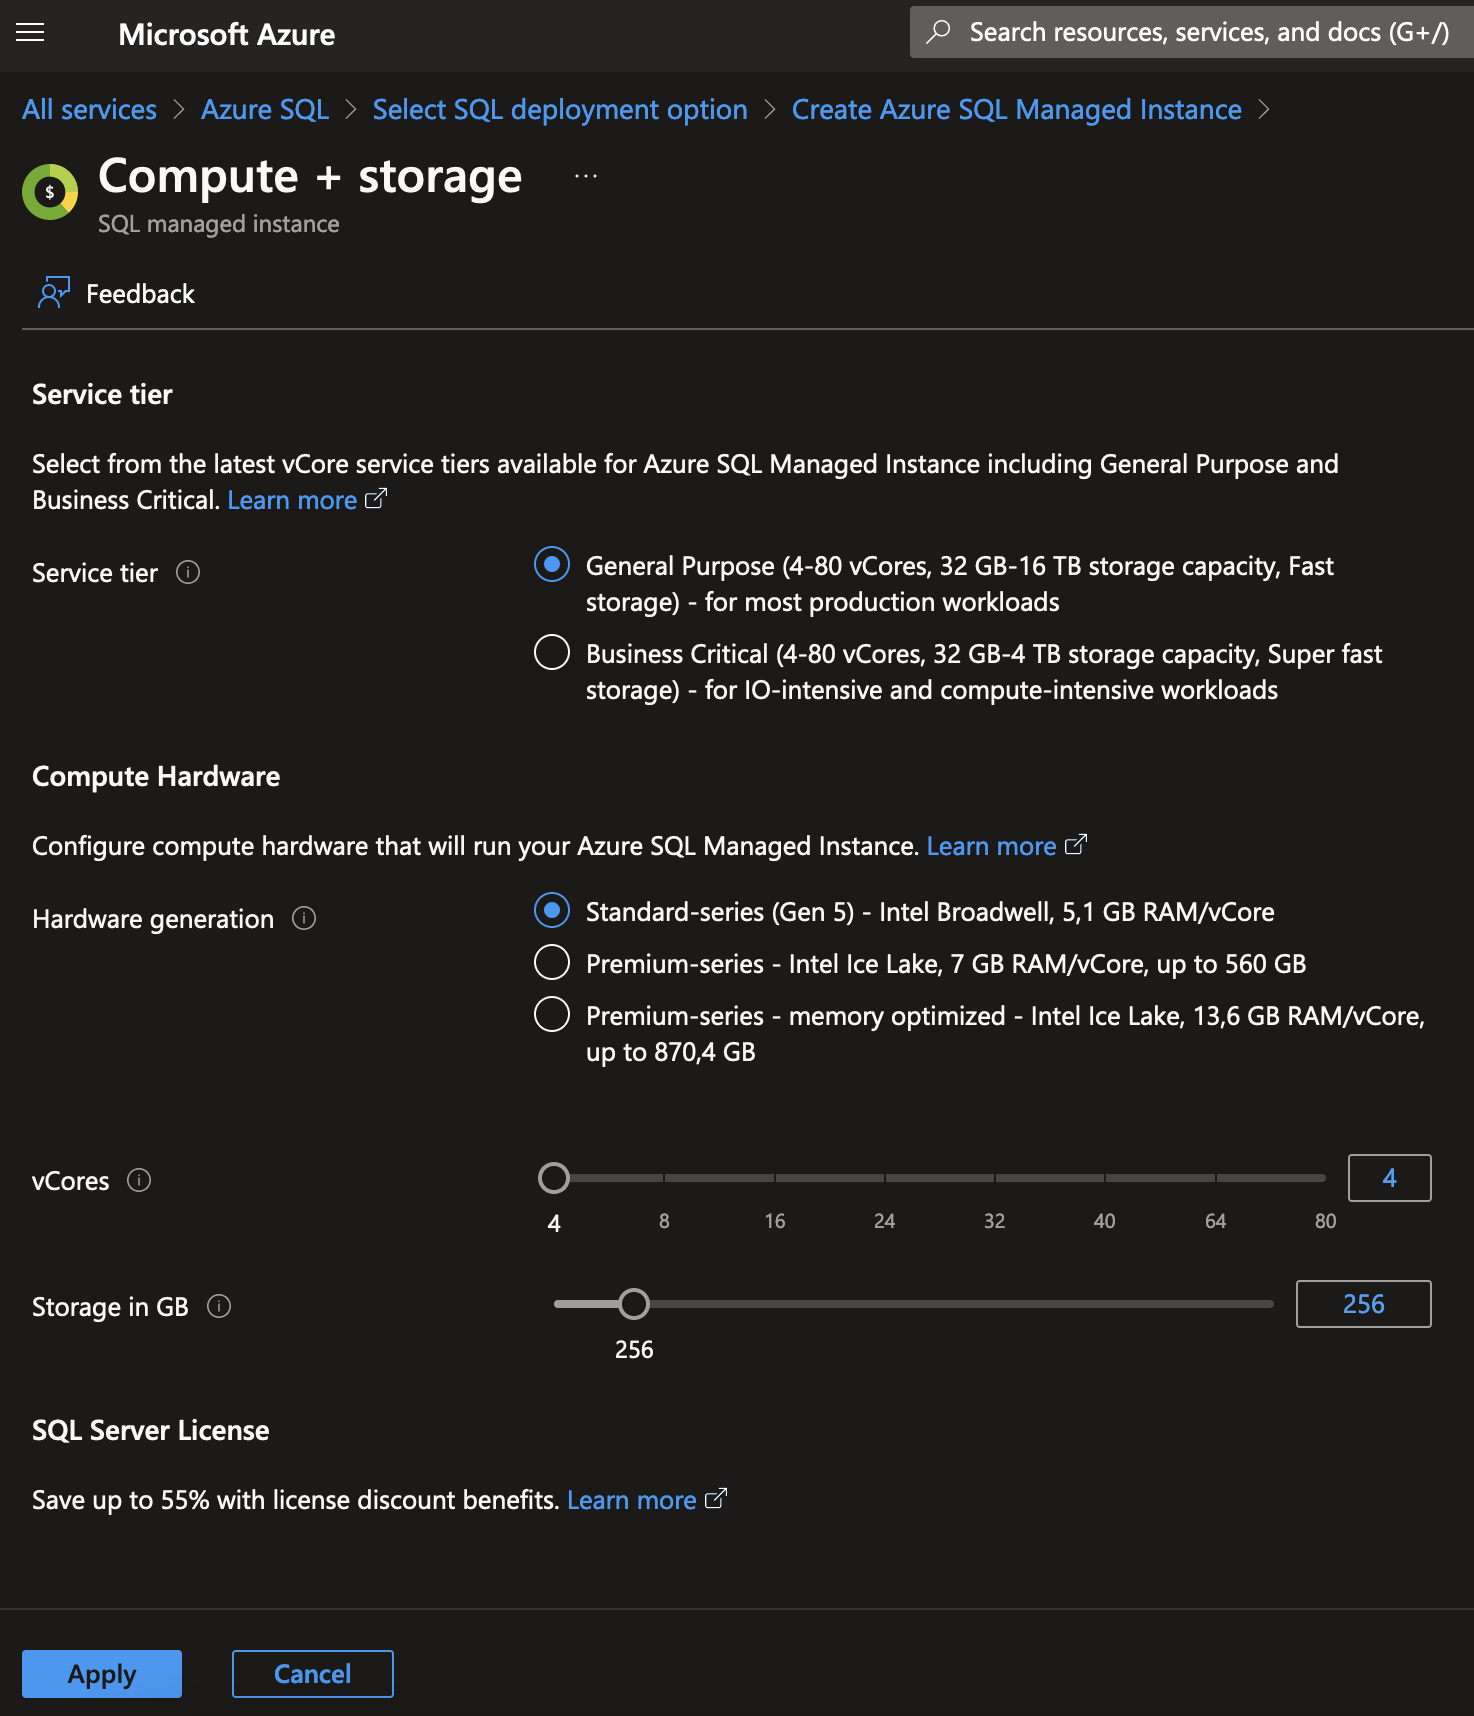 Microsoft Azure
Search resources, services, and docs (G+/)
All services > Azure SQL > Select SQL deployment option > Create Azure SQL Managed Instance >
$
Compute + storage ...
SQL managed instance
Feedback
Service tier
Select from the latest vCore service tiers available for Azure SQL Managed Instance including General Purpose and
Business Critical. Learn more
Service tier
General Purpose (4-80 vCores, 32 GB-16 TB storage capacity, Fast
storage) - for most production workloads
Business Critical (4-80 vCores, 32 GB-4 TB storage capacity, Super fast
storage) - for IO-intensive and compute-intensive workloads
Compute Hardware
Configure compute hardware that will run your Azure SQL Managed Instance. Learn more
Hardware generation
Standard-series (Gen 5) - Intel Broadwell, 5,1 GB RAM/vCore
Premium-series - Intel Ice Lake, 7 GB RAM/vCore, up to 560 GB
Premium-series - memory optimized - Intel Ice Lake, 13,6 GB RAM/vCore,
up to 870,4 GB
vCores
4
4 8 16 24 32 40 64 80
Storage in GB
256
256
SQL Server License
Save up to 55% with license discount benefits. Learn more
Apply
Cancel